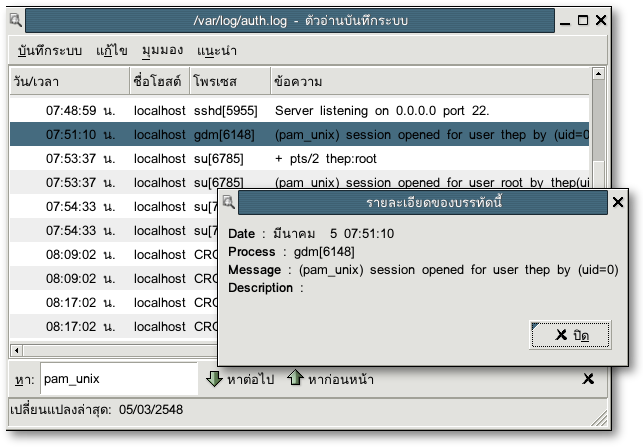 /var/log/auth.log - ตัวอ่านบันทึกระบบ
บันทึกระบบ แก้ไข มุมมอง แนะนำ
วัน/เวลา ชื่อโฮสต์ โพรเซส ข้อความ
07:48:59 น. localhost sshd[5955] Server listening on 0.0.0.0 port 22.
07:51:10 น. localhost gdm[6148] (pam_unix) session opened for user thep by (uid=0
07:53:37 น. localhost su[6785] + pts/2 thep:root
07:53:37 น. localhost su[6785] (pam_unix) session opened for user root by thep(ui
07:54:33 น. localhost su[
07:54:33 น. localhost su[
08:09:02 น. localhost CRO
08:09:02 น. localhost CRO
08:17:02 น. localhost CRO
08:17:02 น. localhost CRO
รายละเอียดของบรรทัดนี้
Date : มีนาคม 5 07:51:10
Process : gdm[6148]
Message : (pam_unix) session opened for user thep by (uid=0)
Description :
ปิด
หา: pam_unix หาต่อไป หาก่อนหน้า
เปลี่ยนแปลงล่าสุด: 05/03/2548